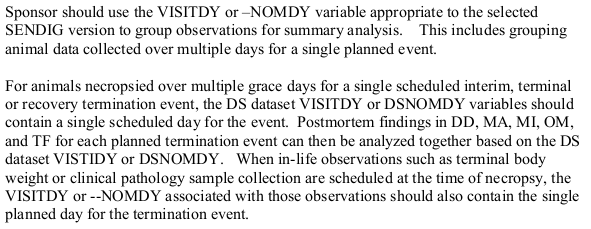 Sponsor should use the VISITDY or –NOMDY variable appropriate to the selected
SENDIG version to group observations for summary analysis.   This includes grouping
animal data collected over multiple days for a single planned event.

For animals necropsied over multiple grace days for a single scheduled interim, terminal
or recovery termination event, the DS dataset VISITDY or DSNOMDY variables should
contain a single scheduled day for the event.  Postmortem findings in DD, MA, MI, OM,
and TF for each planned termination event can then be analyzed together based on the DS
dataset VISTIDY or DSNOMDY.   When in-life observations such as terminal body
weight or clinical pathology sample collection are scheduled at the time of necropsy, the
VISITDY or --NOMDY associated with those observations should also contain the single
planned day for the termination event.